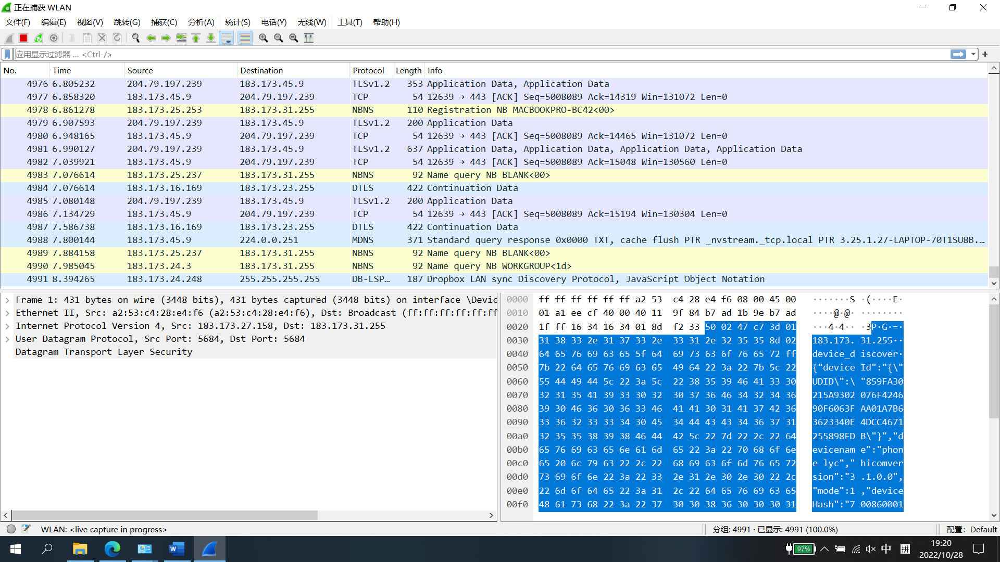 正在捕获 WLAN
文件(F) 编辑(E) 视图(V) 跳转(G) 捕获(C) 分析(A) 统计(S) 电话(Y) 无线(W) 工具(T) 帮助(H)
应用显示过滤器 … <Ctrl-/>
No. Time Source Destination Protocol Length Info
4976 6.805232 204.79.197.239 183.173.45.9 TLSv1.2 353 Application Data, Application Data
4977 6.858320 183.173.45.9 204.79.197.239 TCP 54 12639 → 443 [ACK] Seq=5008089 Ack=14319 Win=131072 Len=0
4978 6.861278 183.173.25.253 183.173.31.255 NBNS 110 Registration NB MACBOOKPRO-BC42<00>
4979 6.907593 204.79.197.239 183.173.45.9 TLSv1.2 200 Application Data
4980 6.948165 183.173.45.9 204.79.197.239 TCP 54 12639 → 443 [ACK] Seq=5008089 Ack=14465 Win=131072 Len=0
4981 6.990127 204.79.197.239 183.173.45.9 TLSv1.2 637 Application Data, Application Data, Application Data, Application Data
4982 7.039921 183.173.45.9 204.79.197.239 TCP 54 12639 → 443 [ACK] Seq=5008089 Ack=15048 Win=130560 Len=0
4983 7.076614 183.173.25.237 183.173.31.255 NBNS 92 Name query NB BLANK<00>
4984 7.076614 183.173.16.169 183.173.23.255 DTLS 422 Continuation Data
4985 7.080148 204.79.197.239 183.173.45.9 TLSv1.2 200 Application Data
4986 7.134729 183.173.45.9 204.79.197.239 TCP 54 12639 → 443 [ACK] Seq=5008089 Ack=15194 Win=130304 Len=0
4987 7.586738 183.173.16.169 183.173.23.255 DTLS 422 Continuation Data
4988 7.800144 183.173.45.9 224.0.0.251 MDNS 371 Standard query response 0x0000 TXT, cache flush PTR _nvstream._tcp.local PTR 3.25.1.27-LAPTOP-70T1SU8B.…
4989 7.884158 183.173.25.237 183.173.31.255 NBNS 92 Name query NB BLANK<00>
4990 7.985045 183.173.24.3 183.173.31.255 NBNS 92 Name query NB WORKGROUP<1d>
4991 8.394265 183.173.24.248 255.255.255.255 DB-LSP… 187 Dropbox LAN sync Discovery Protocol, JavaScript Object Notation
Frame 1: 431 bytes on wire (3448 bits), 431 bytes captured (3448 bits) on interface \Devic
Ethernet II, Src: a2:53:c4:28:e4:f6 (a2:53:c4:28:e4:f6), Dst: Broadcast (ff:ff:ff:ff:ff:ff
Internet Protocol Version 4, Src: 183.173.27.158, Dst: 183.173.31.255
User Datagram Protocol, Src Port: 5684, Dst Port: 5684
Datagram Transport Layer Security
0000 ff ff ff ff ff ff a2 53 c4 28 e4 f6 08 00 45 00 ·······S ·(····E·
0010 01 a1 ee cf 40 00 40 11 9f 84 b7 ad 1b 9e b7 ad ····@·@· ········
0020 1f ff 16 34 16 34 01 8d f2 33 50 02 47 c7 3d 01 ···4·4·· ·3P·G·=·
0030 31 38 33 2e 31 37 33 2e 33 31 2e 32 35 35 8d 02 183.173. 31.255··
0040 64 65 76 69 63 65 5f 64 69 73 63 6f 76 65 72 ff device_d iscover·
0050 7b 22 64 65 76 69 63 65 49 64 22 3a 22 7b 5c 22 {"device Id":"{\"
0060 55 44 49 44 5c 22 3a 5c 22 38 35 39 46 41 33 30 UDID\":\ "859FA30
0070 32 31 35 41 39 33 30 32 30 37 36 46 34 32 34 36 215A9302 076F4246
0080 39 30 46 36 30 36 33 46 41 41 30 31 41 37 42 36 90F6063F AA01A7B6
0090 33 36 32 33 33 34 30 45 34 44 43 43 34 36 37 31 3623340E 4DCC4671
00a0 32 35 35 38 39 38 46 44 42 5c 22 7d 22 2c 22 64 255898FD B\"}","d
00b0 65 76 69 63 65 6e 61 6d 65 22 3a 22 70 68 6f 6e evicenam e":"phon
00c0 65 20 6c 79 63 22 2c 22 68 69 63 6f 6d 76 65 72 e lyc"," hicomver
00d0 73 69 6f 6e 22 3a 22 33 2e 31 2e 30 2e 30 22 2c sion":"3 .1.0.0",
00e0 22 6d 6f 64 65 22 3a 31 2c 22 64 65 76 69 63 65 "mode":1 ,"device
00f0 48 61 73 68 22 3a 22 37 30 30 38 36 30 30 30 31 Hash":"7 00860001
WLAN: <live capture in progress>
分组: 4991 · 已显示: 4991 (100.0%)
配置: Default
97% 中 拼
19:20
2022/10/28